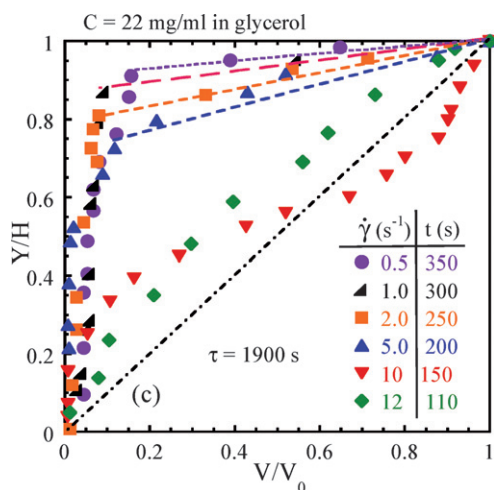 C = 22 mg/ml in glycerol
1
0.8
0.6
0.4
0.2
0
Y/H
γ̇ (s⁻¹) t (s)
0.5 350
1.0 300
2.0 250
5.0 200
10 150
12 110
τ = 1900 s
(c)
0 0.2 0.4 0.6 0.8 1
V/V₀